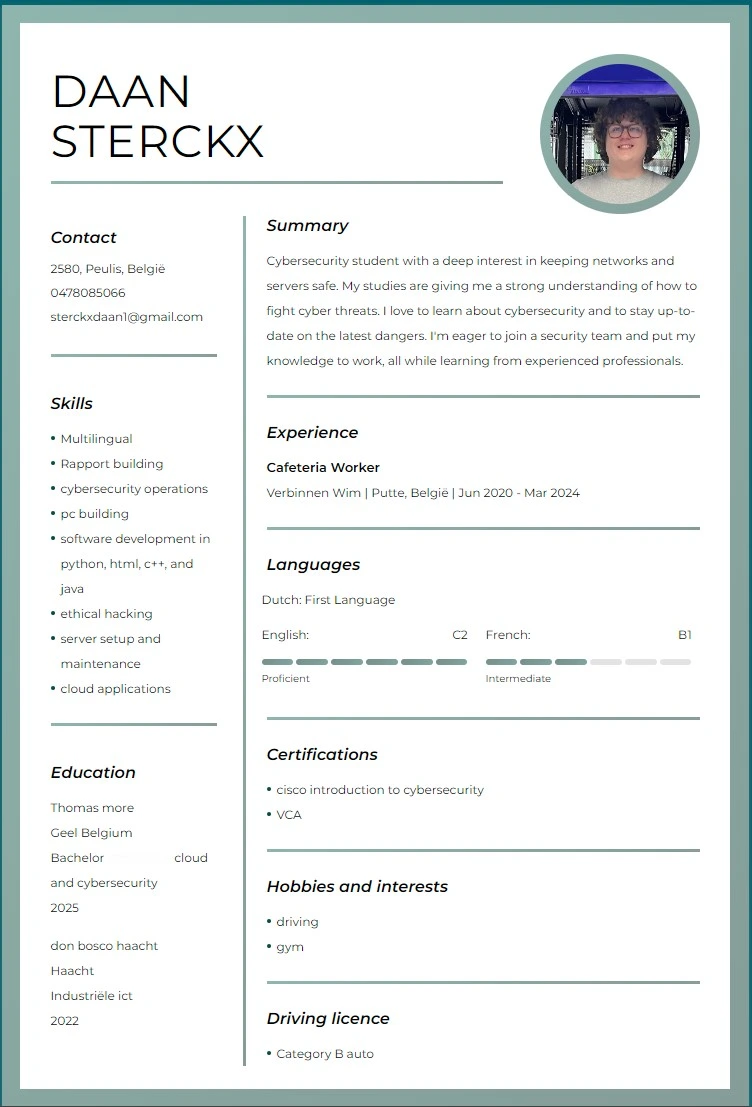 DAAN
STERCKX
Contact
2580, Peulis, België
0478085066
sterckxdaan1@gmail.com
Skills
Multilingual
Rapport building
cybersecurity operations
pc building
software development in
python, html, c++, and
java
ethical hacking
server setup and
maintenance
cloud applications
Education
Thomas more
Geel Belgium
Bachelor cloud
and cybersecurity
2025
don bosco haacht
Haacht
Industriële ict
2022
Summary
Cybersecurity student with a deep interest in keeping networks and
servers safe. My studies are giving me a strong understanding of how to
fight cyber threats. I love to learn about cybersecurity and to stay up-to-
date on the latest dangers. I'm eager to join a security team and put my
knowledge to work, all while learning from experienced professionals.
Experience
Cafeteria Worker
Verbinnen Wim | Putte, België | Jun 2020 - Mar 2024
Languages
Dutch: First Language
English: C2
Proficient
French: B1
Intermediate
Certifications
cisco introduction to cybersecurity
VCA
Hobbies and interests
driving
gym
Driving licence
Category B auto